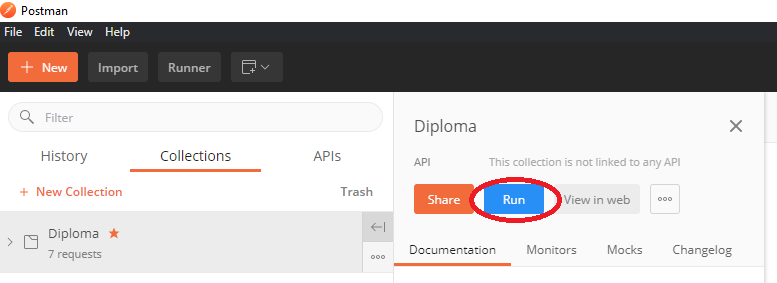 Postman
File Edit View Help
+ New Import Runner
Filter
History Collections APIs
+ New Collection Trash
Diploma
7 requests
Diploma
API This collection is not linked to any API
Share Run View in web
Documentation Monitors Mocks Changelog